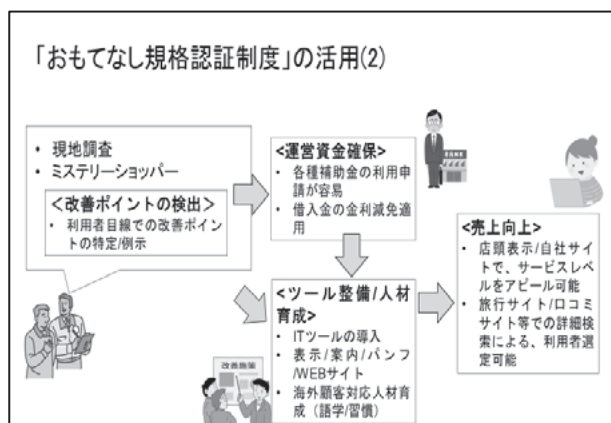 「おもてなし規格認証制度」の活用(2)
• 現地調査
• ミステリーショッパー
＜改善ポイントの検出＞
• 利用者目線での改善ポイン
トの特定/例示
<運営資金確保>
• 各種補助金の利用申
請が容易
• 借入金の金利減免適
用
<ツール整備/人材
育成>
• ITツールの導入
• 表示/案内/パンフ
/WEBサイト
• 海外顧客対応人材育
成（語学/習慣）
<売上向上>
• 店頭表示/自社サイ
トで、サービスレベ
ルをアピール可能
• 旅行サイト/口コミ
サイト等での詳細検
索による、利用者選
定可能
改善施策